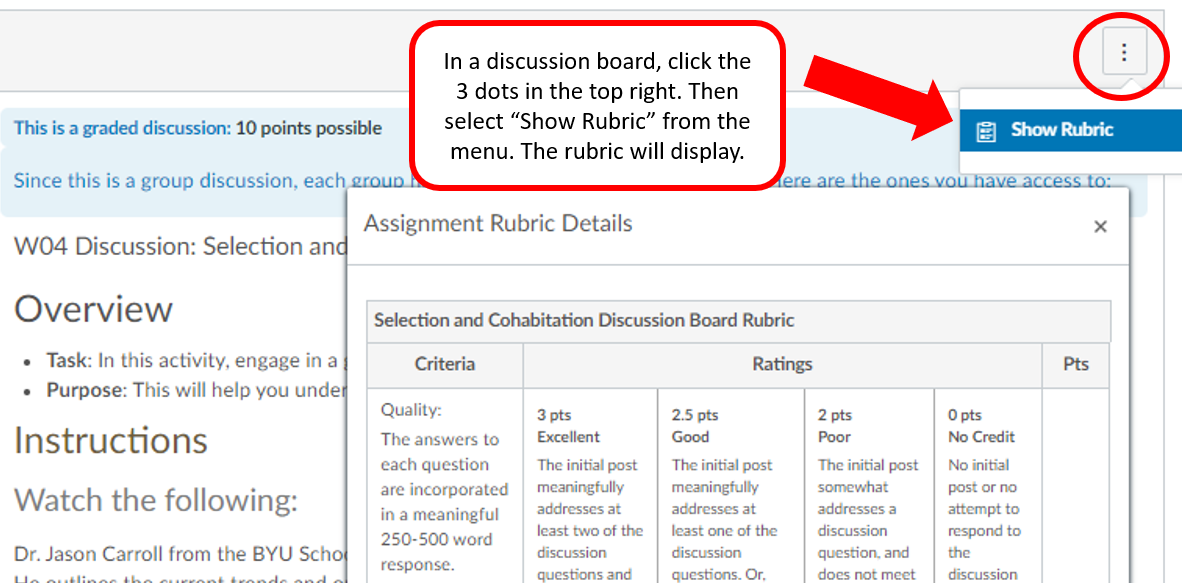 In a discussion board, click the
3 dots in the top right. Then
select “Show Rubric” from the
menu. The rubric will display.
Show Rubric
This is a graded discussion: 10 points possible
Since this is a group discussion, each group
here are the ones you have access to:
W04 Discussion: Selection and
Overview
• Task: In this activity, engage in a
• Purpose: This will help you under
Instructions
Watch the following:
Dr. Jason Carroll from the BYU Schoo
He outlines the current trends and
Assignment Rubric Details
×
Selection and Cohabitation Discussion Board Rubric
Criteria
Ratings
Pts
Quality:
The answers to
each question
are incorporated
in a meaningful
250-500 word
response.
3 pts
Excellent
The initial post
meaningfully
addresses at
least two of the
discussion
questions and
2.5 pts
Good
The initial post
meaningfully
addresses at
least one of the
discussion
questions. Or,
2 pts
Poor
The initial post
somewhat
addresses a
discussion
question, and
does not meet
0 pts
No Credit
No initial
post or no
attempt to
respond to
the
discussion